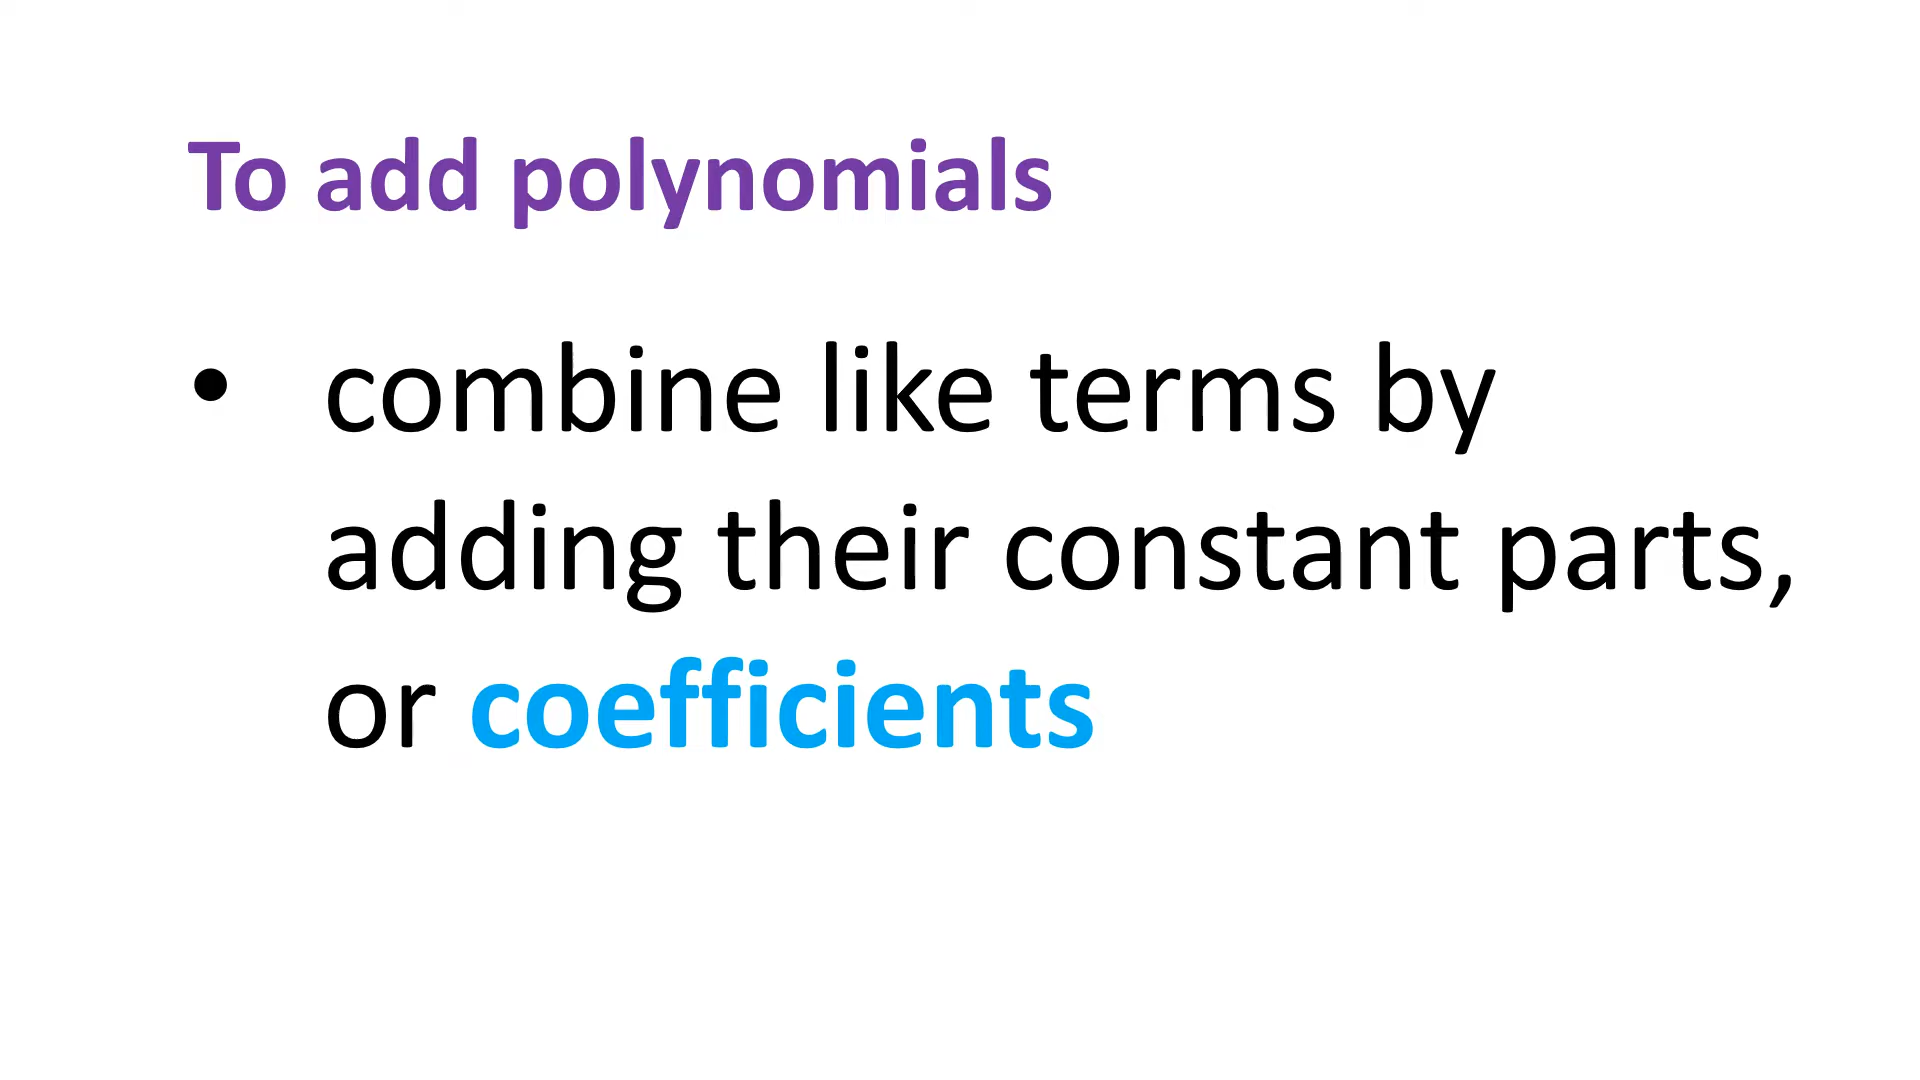 To add polynomials
• combine like terms by
adding their constant parts,
or coefficients